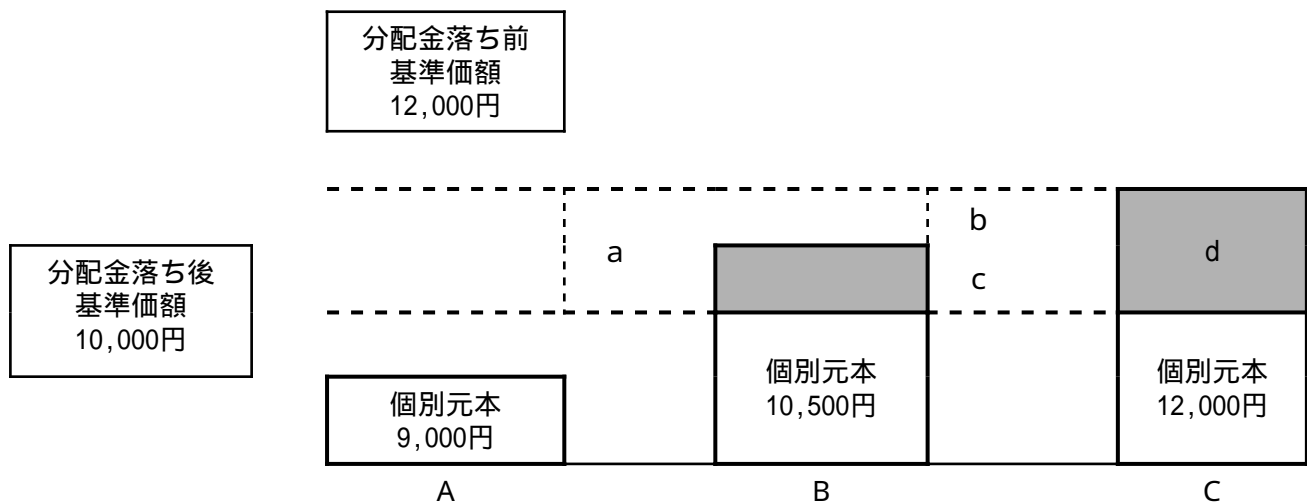 分配金落ち前
基準価額
12,000円
分配金落ち後
基準価額
10,000円
a
b
c
d
個別元本
9,000円
個別元本
10,500円
個別元本
12,000円
A
B
C